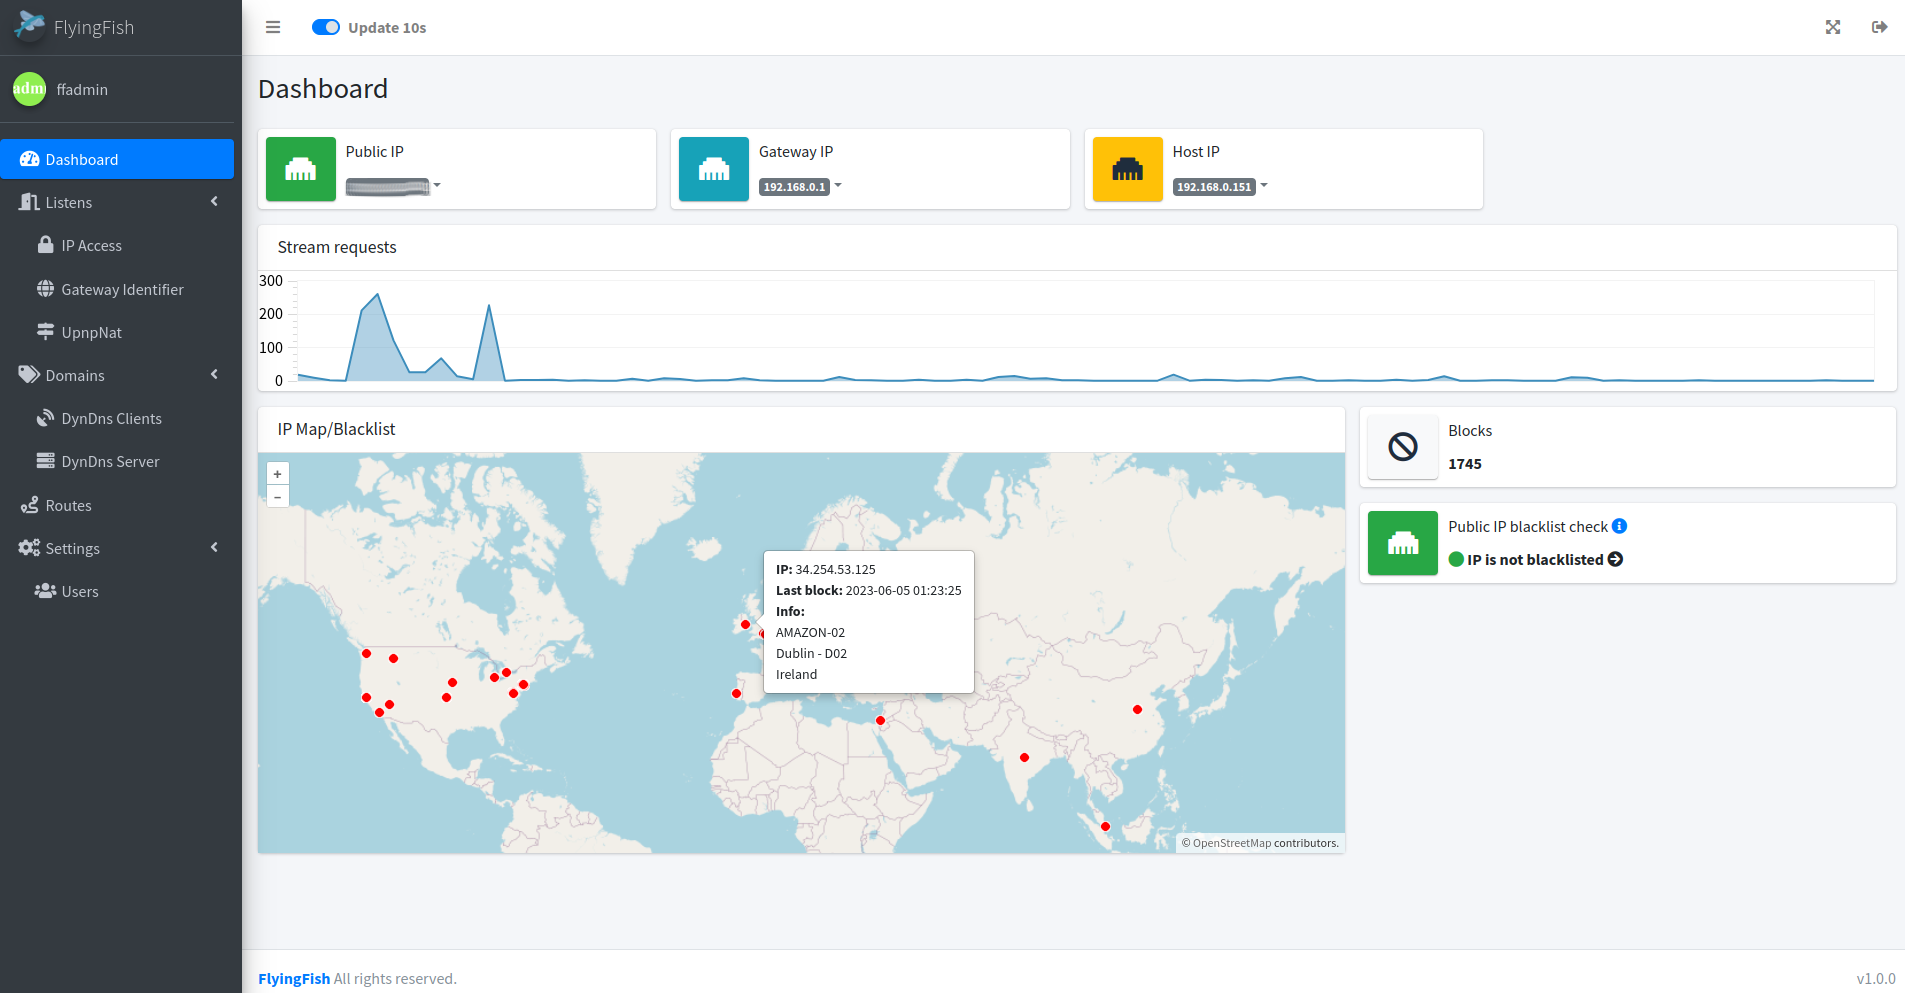 FlyingFish
Update 10s
adm
ffadmin
Dashboard
Listens
IP Access
Gateway Identifier
UpnpNat
Domains
DynDns Clients
DynDns Server
Routes
Settings
Users
Dashboard
Public IP
Gateway IP
192.168.0.1
Host IP
192.168.0.151
Stream requests
300
200
100
0
IP Map/Blacklist
+
−
IP: 34.254.53.125
Last block: 2023-06-05 01:23:25
Info:
AMAZON-02
Dublin - D02
Ireland
© OpenStreetMap contributors.
Blocks
1745
Public IP blacklist check
IP is not blacklisted
FlyingFish All rights reserved.
v1.0.0